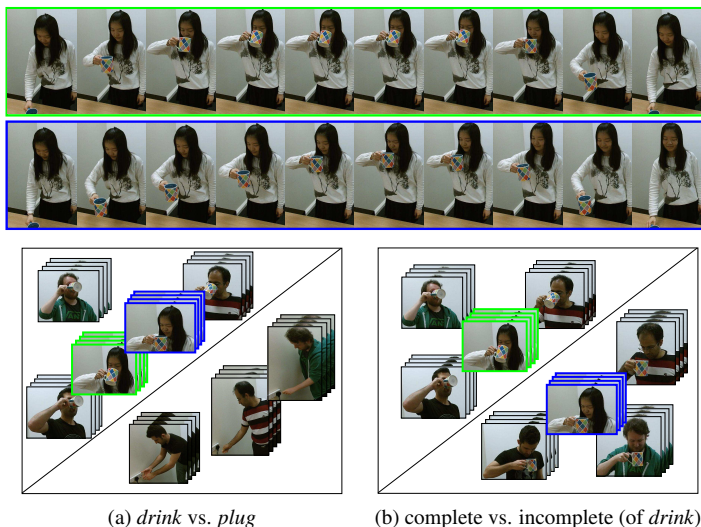 (a) drink vs. plug
(b) complete vs. incomplete (of drink)